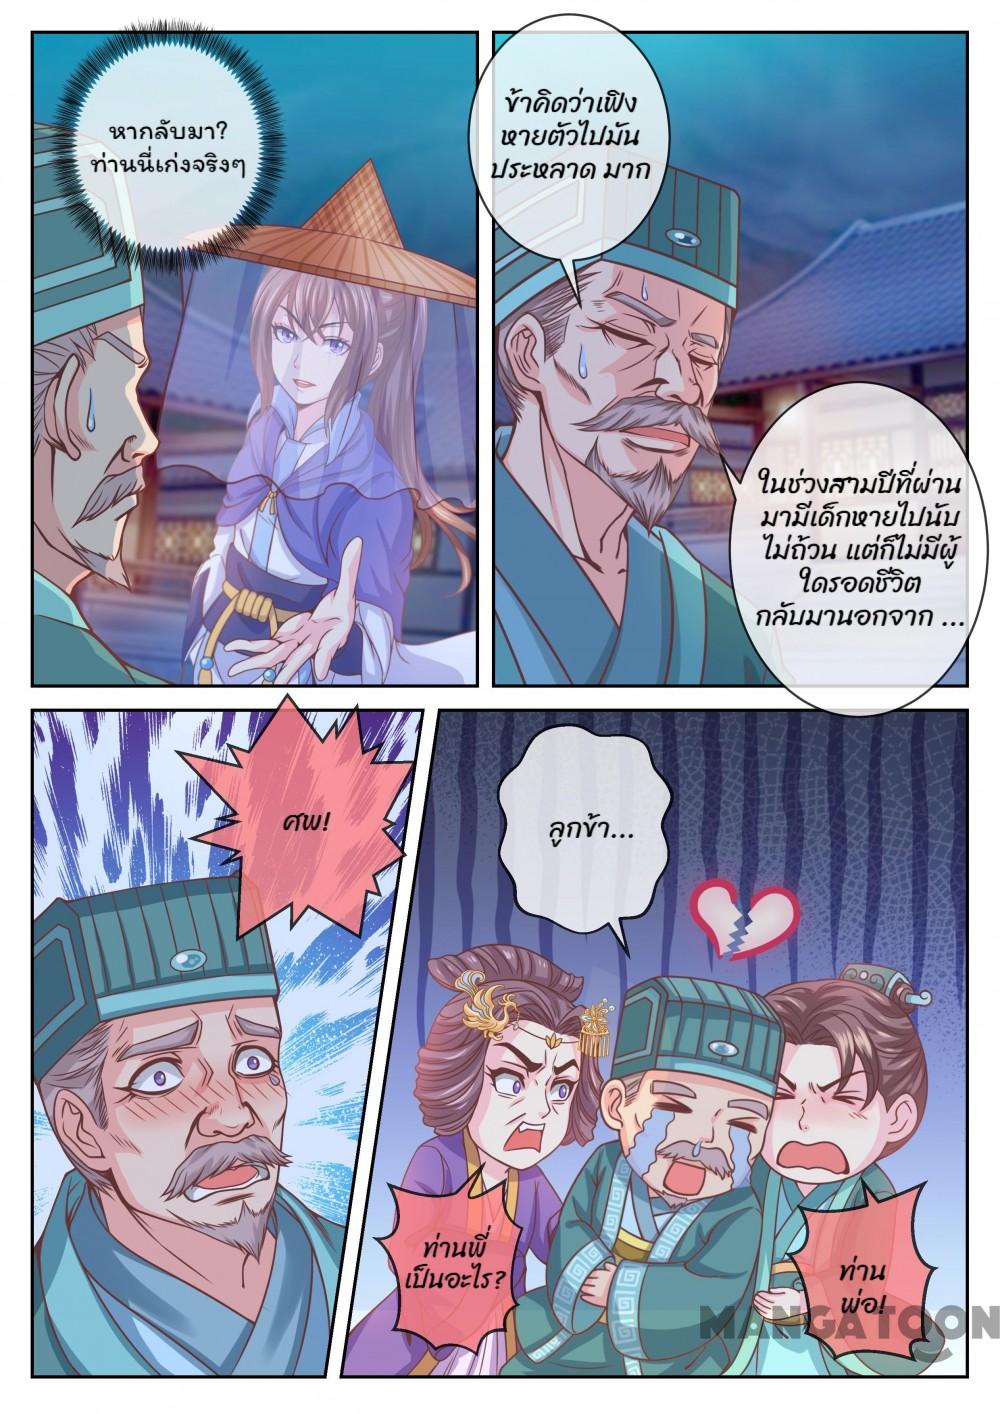 หากลับมา?
ท่านนี่เก่งจริงๆ
ข้าคิดว่าเฟิง
หายตัวไปมัน
ประหลาด มาก
ในช่วงสามปีที่ผ่าน
มามีเด็กหายไปนับ
ไม่ถ้วน แต่ก็ไม่มีผู้
ใดรอดชีวิต
กลับมานอกจาก ...
ศพ!
ลูกข้า...
ท่านพี่
เป็นอะไร?
ท่าน
พ่อ!
MANGATOON